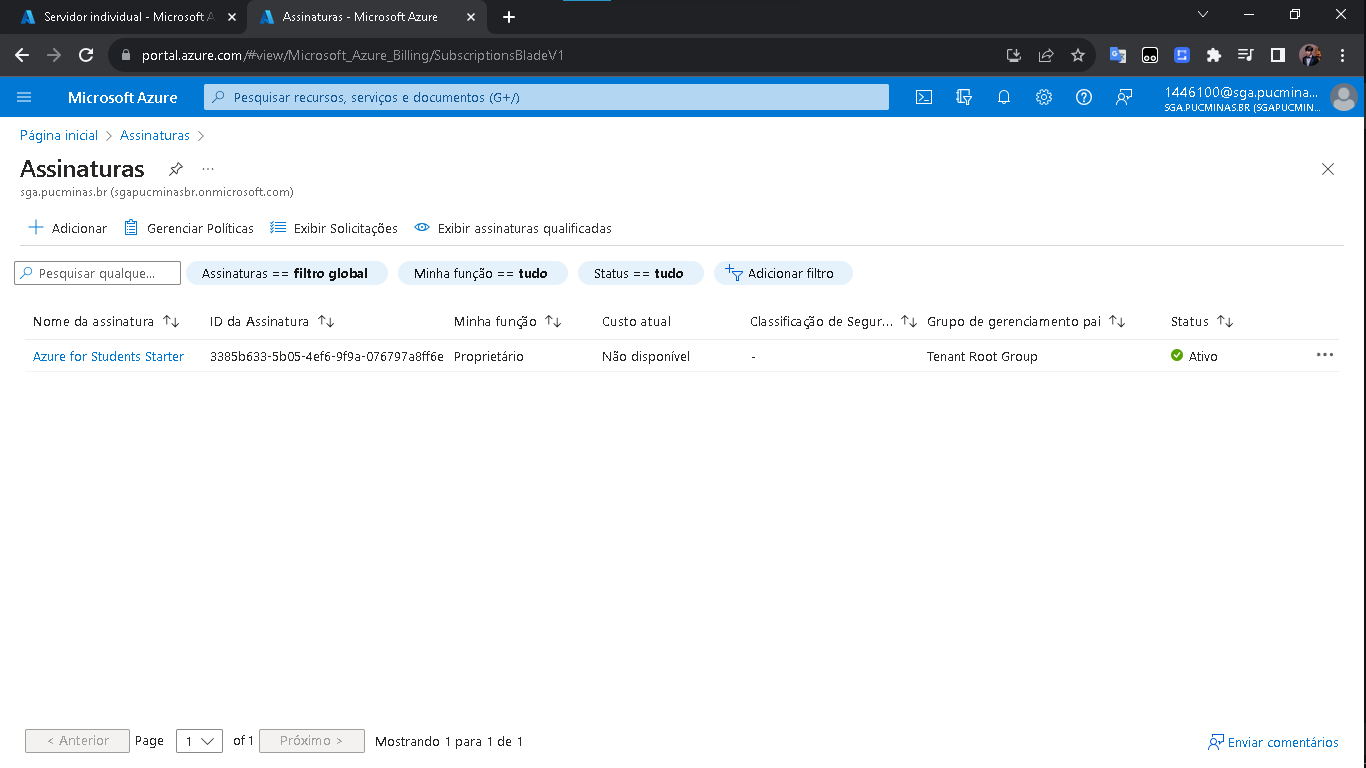 Servidor individual - Microsoft A
Assinaturas - Microsoft Azure
portal.azure.com/#view/Microsoft_Azure_Billing/SubscriptionsBladeV1
Microsoft Azure
Pesquisar recursos, serviços e documentos (G+/)
1446100@sga.pucmina...
SGA.PUCMINAS.BR (SGAPUCMIN...
Página inicial > Assinaturas >
Assinaturas
sga.pucminas.br (sgapucminasbr.onmicrosoft.com)
Adicionar Gerenciar Políticas Exibir Solicitações Exibir assinaturas qualificadas
Pesquisar qualque... Assinaturas == filtro global Minha função == tudo Status == tudo Adicionar filtro
Nome da assinatura ID da Assinatura Minha função Custo atual Classificação de Segur... Grupo de gerenciamento pai Status
Azure for Students Starter 3385b633-5b05-4ef6-9f9a-076797a8ff6e Proprietário Não disponível - Tenant Root Group Ativo
< Anterior Page 1 of 1 Próximo > Mostrando 1 para 1 de 1
Enviar comentários